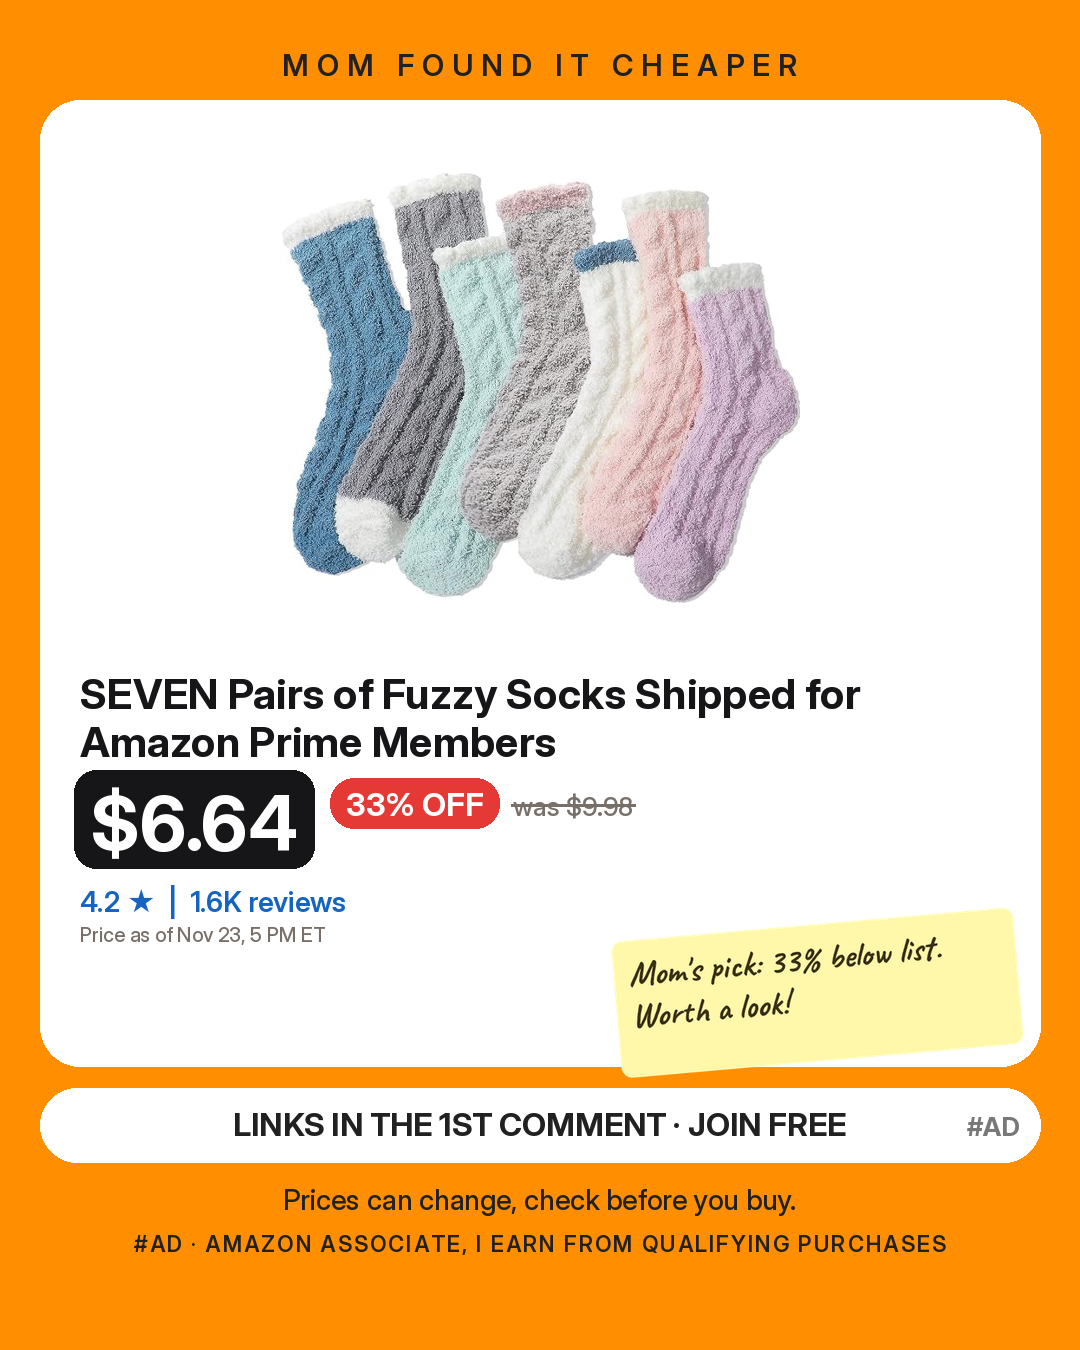 MOM FOUND IT CHEAPER
SEVEN Pairs of Fuzzy Socks Shipped for
Amazon Prime Members
$6.64 33% OFF was $9.98
4.2 ★ | 1.6K reviews
Price as of Nov 23, 5 PM ET
Mom's pick: 33% below list.
Worth a look!
LINKS IN THE 1ST COMMENT · JOIN FREE #AD
Prices can change, check before you buy.
#AD · AMAZON ASSOCIATE, I EARN FROM QUALIFYING PURCHASES